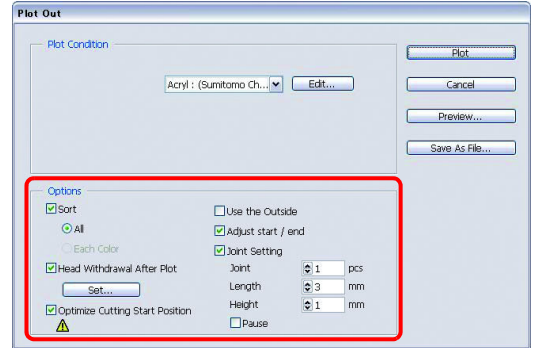 Plot Out
Plot Condition
Acryl : (Sumitomo Ch...
Edit...
Plot
Cancel
Preview...
Save As File...
Options
Sort
All
Each Color
Head Withdrawal After Plot
Set...
Optimize Cutting Start Position
Use the Outside
Adjust start / end
Joint Setting
Joint 1 pcs
Length 3 mm
Height 1 mm
Pause